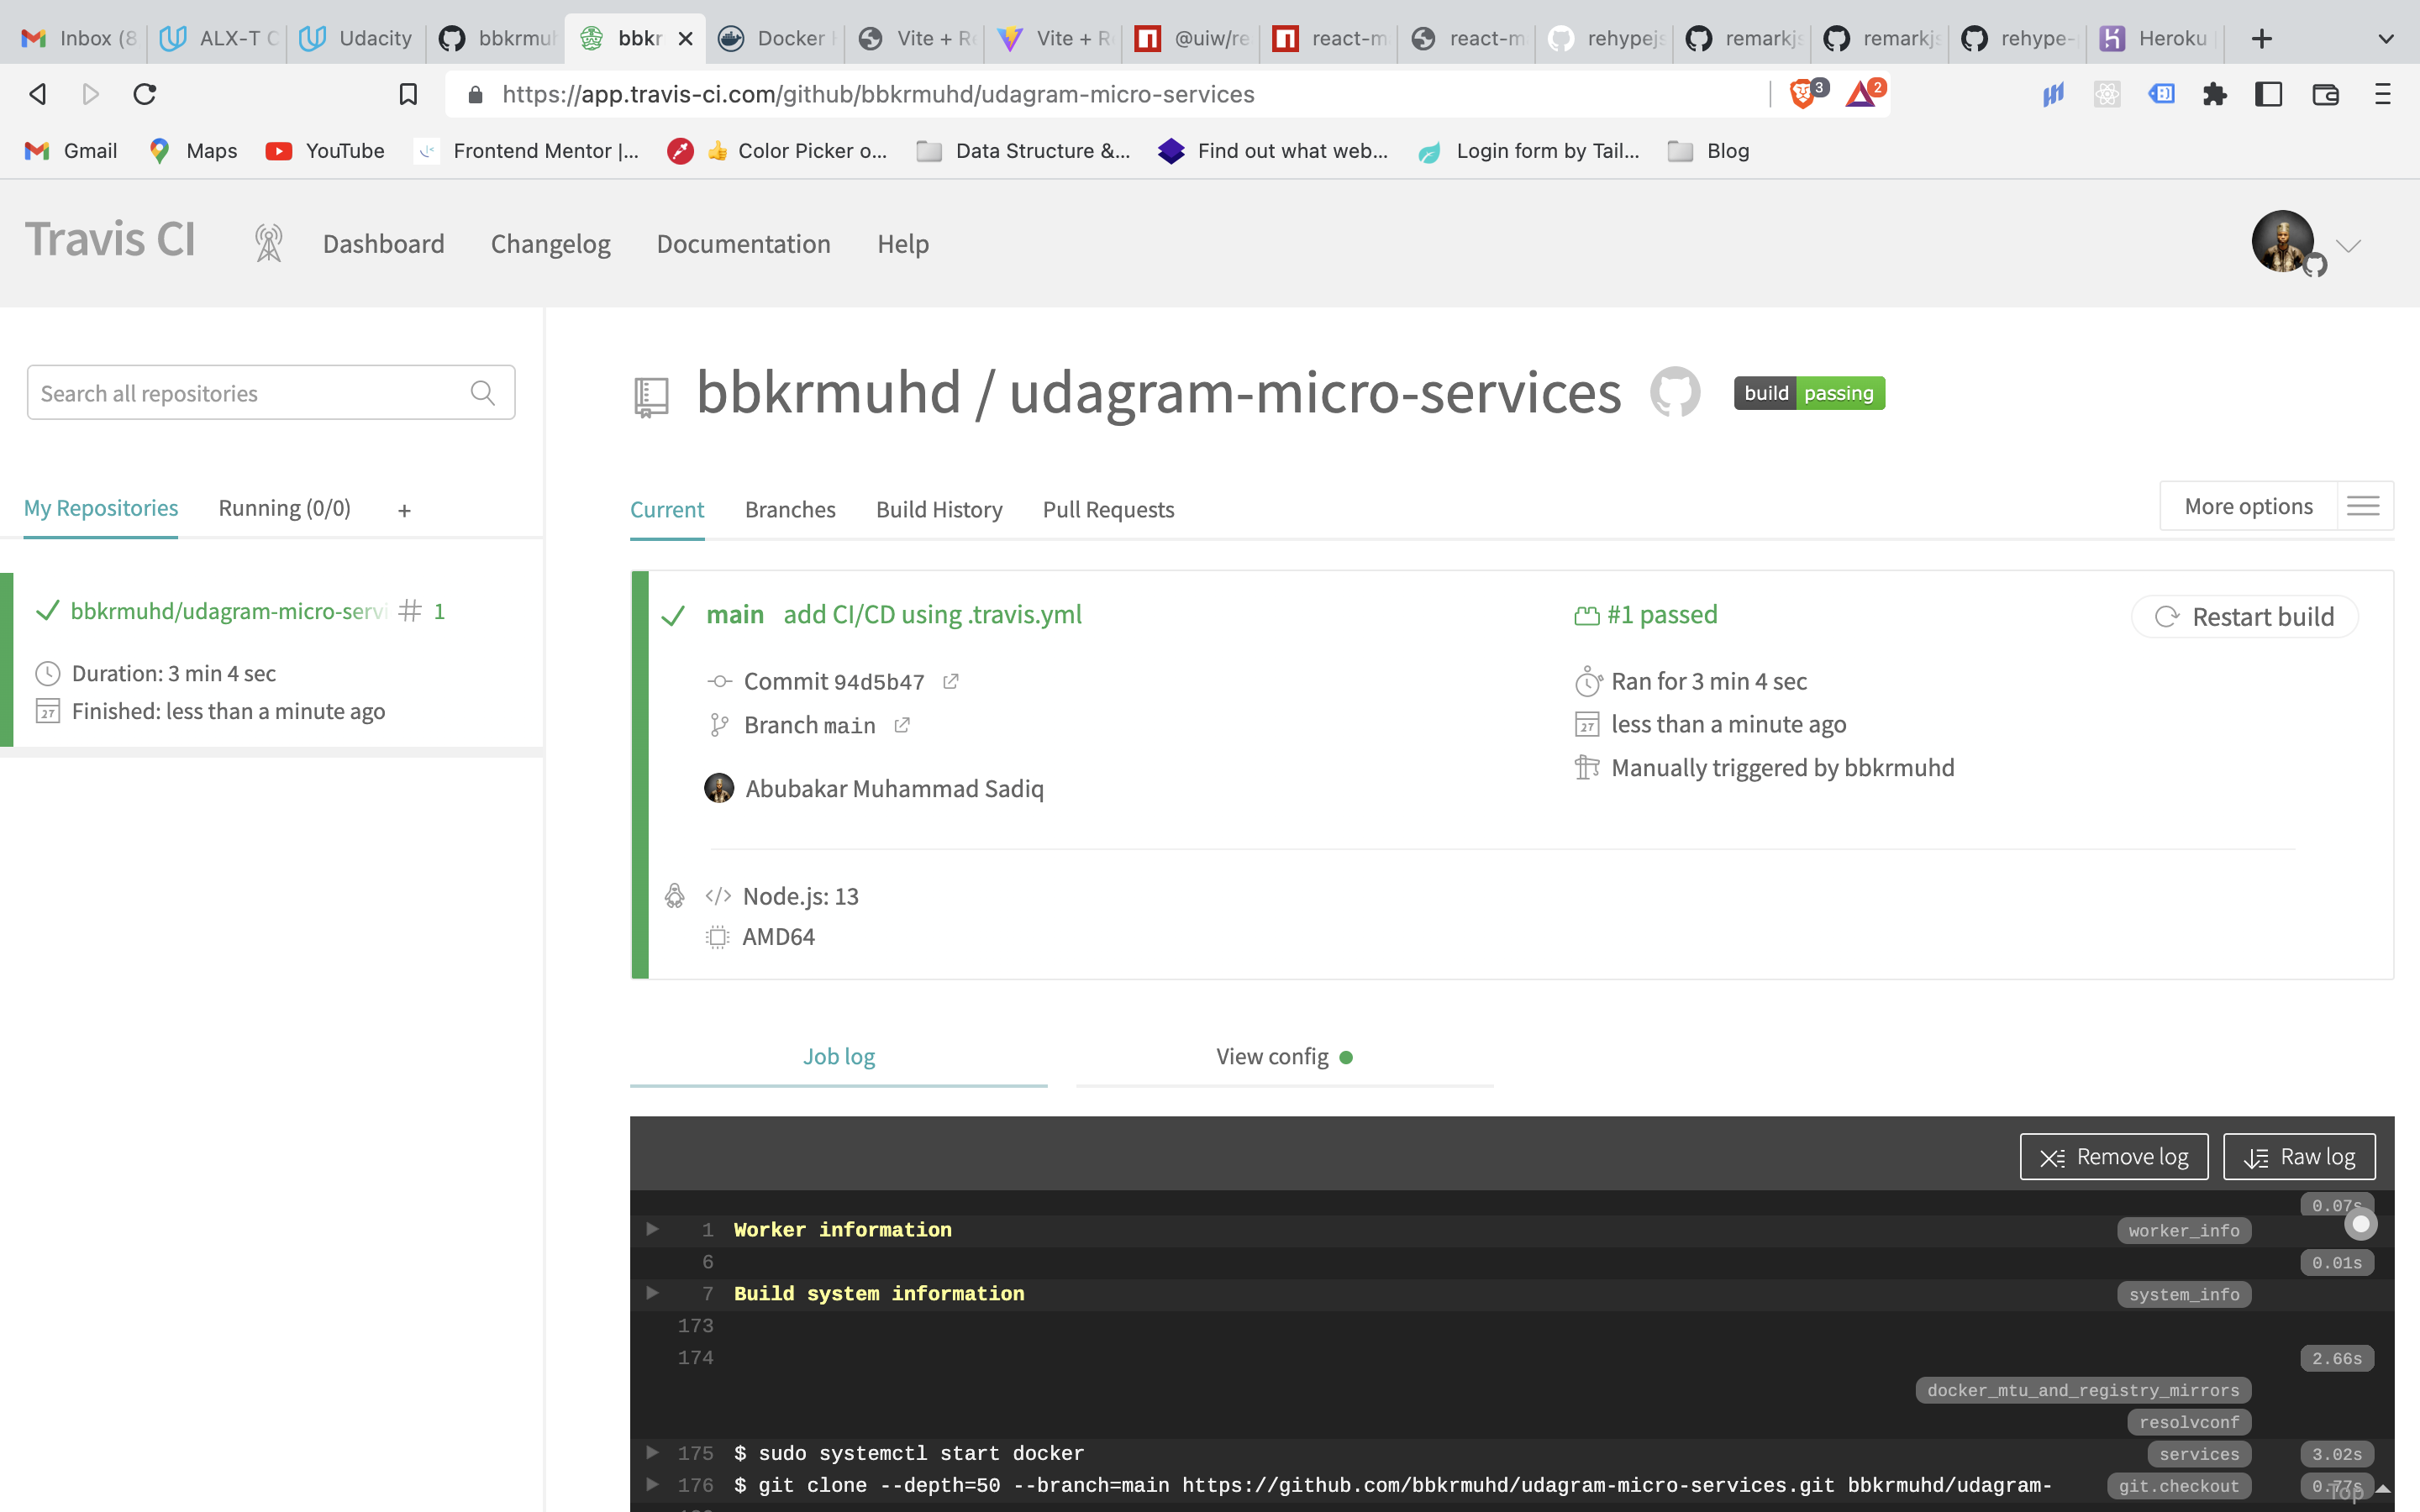 Inbox (8 ALX-T C Udacity bbkrmuh bbkr Docker H Vite + Re Vite + Re @uiw/re react-m react-m rehypejs remarkjs remarkjs rehype- Heroku
https://app.travis-ci.com/github/bbkrmuhd/udagram-micro-services 3 2
Gmail Maps YouTube Frontend Mentor |... Color Picker o... Data Structure &... Find out what web... Login form by Tail... Blog
Travis CI Dashboard Changelog Documentation Help
Search all repositories
bbkrmuhd / udagram-micro-services build passing
My Repositories Running (0/0) +
Current Branches Build History Pull Requests More options
bbkrmuhd/udagram-micro-servi # 1
Duration: 3 min 4 sec
27 Finished: less than a minute ago
main add CI/CD using .travis.yml #1 passed Restart build
Commit 94d5b47 Ran for 3 min 4 sec
Branch main 27 less than a minute ago
Manually triggered by bbkrmuhd
Abubakar Muhammad Sadiq
</> Node.js: 13
AMD64
Job log View config
Remove log Raw log
0.07s
1 Worker information worker_info
6 0.01s
7 Build system information system_info
173
174 2.66s
docker_mtu_and_registry_mirrors
resolvconf
175 $ sudo systemctl start docker services 3.02s
176 $ git clone --depth=50 --branch=main https://github.com/bbkrmuhd/udagram-micro-services.git bbkrmuhd/udagram- git.checkout 0.77s
Top